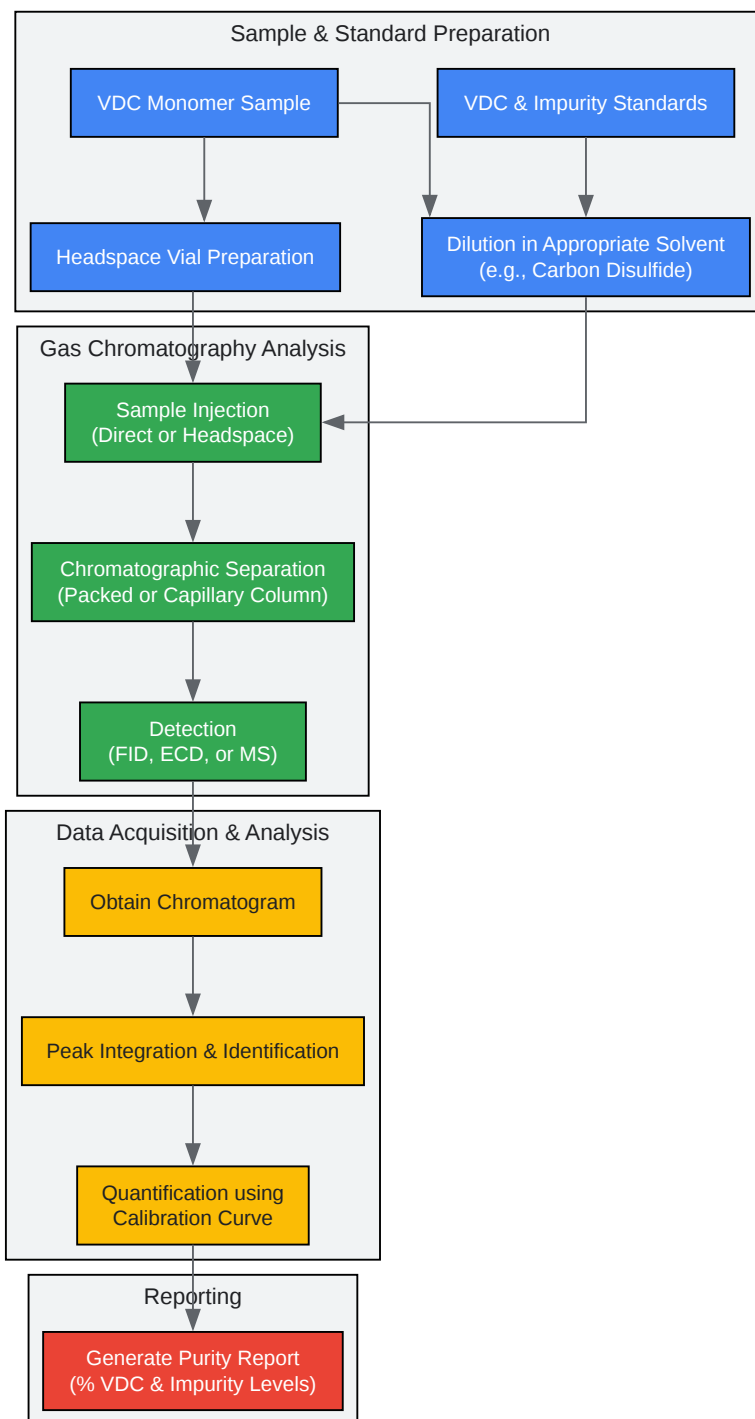 Sample & Standard Preparation
VDC Monomer Sample
VDC & Impurity Standards
Headspace Vial Preparation
Dilution in Appropriate Solvent
(e.g., Carbon Disulfide)
Gas Chromatography Analysis
Sample Injection
(Direct or Headspace)
Chromatographic Separation
(Packed or Capillary Column)
Detection
(FID, ECD, or MS)
Data Acquisition & Analysis
Obtain Chromatogram
Peak Integration & Identification
Quantification using
Calibration Curve
Reporting
Generate Purity Report
(% VDC & Impurity Levels)